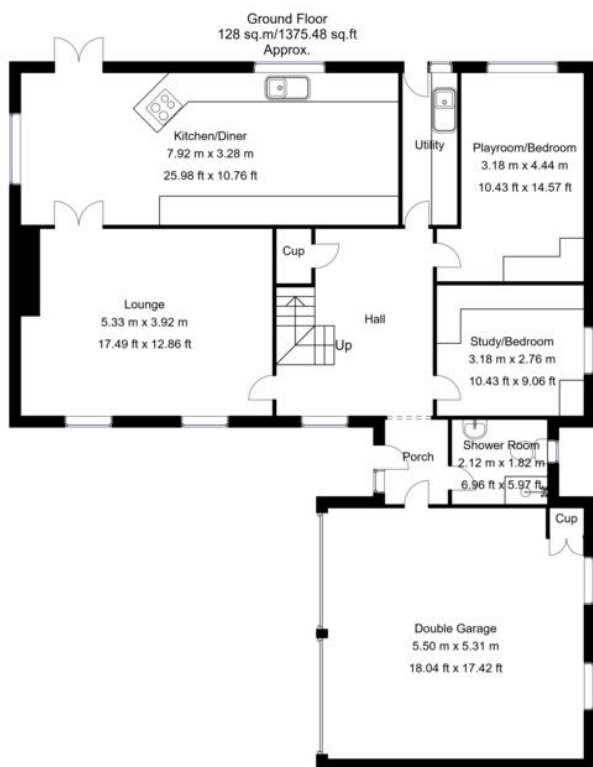 Ground Floor
128 sq.m/1375.48 sq.ft
Approx.
Kitchen/Diner
7.92 m x 3.28 m
25.98 ft x 10.76 ft
Utility
Playroom/Bedroom
3.18 m x 4.44 m
10.43 ft x 14.57 ft
Cup
Lounge
5.33 m x 3.92 m
17.49 ft x 12.86 ft
Hall
Up
Study/Bedroom
3.18 m x 2.76 m
10.43 ft x 9.06 ft
Porch
Shower Room
2.12 m x 1.82 m
6.96 ft x 5.97 ft
Cup
Double Garage
5.50 m x 5.31 m
18.04 ft x 17.42 ft